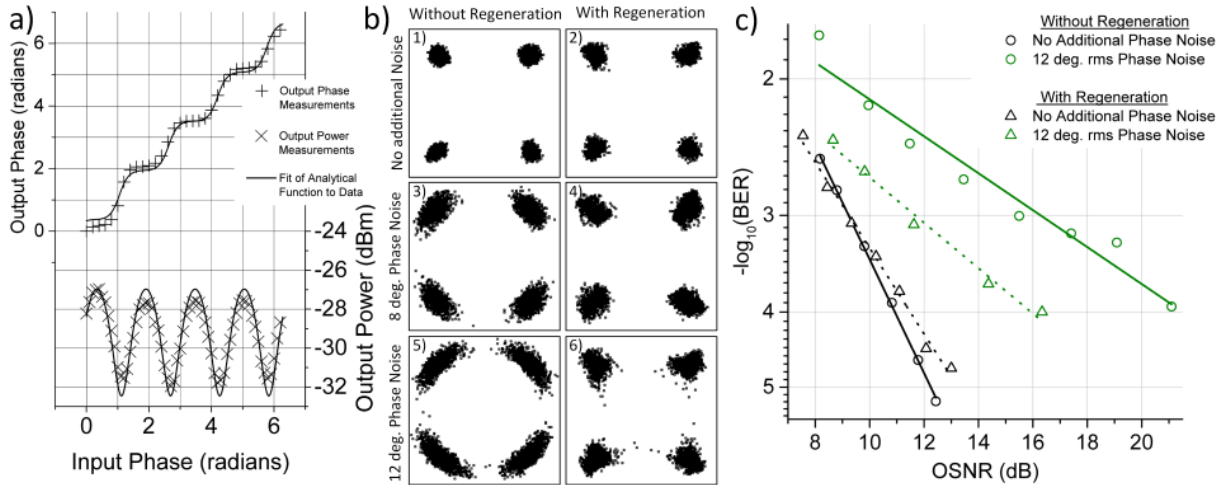 a)
Output Phase (radians)
6
4
2
0
Output Phase
Measurements
Output Power
Measurements
Fit of Analytical
Function to Data
-24
-26
-28
-30
-32
Output Power (dBm)
0 2 4 6
Input Phase (radians)
b)
Without Regeneration With Regeneration
No additional Noise
1) 2)
8 deg. Phase Noise
3) 4)
12 deg. Phase Noise
5) 6)
c)
Without Regeneration
No Additional Phase Noise
12 deg. rms Phase Noise
With Regeneration
No Additional Phase Noise
12 deg. rms Phase Noise
-log10(BER)
2
3
4
5
8 10 12 14 16 18 20
OSNR (dB)